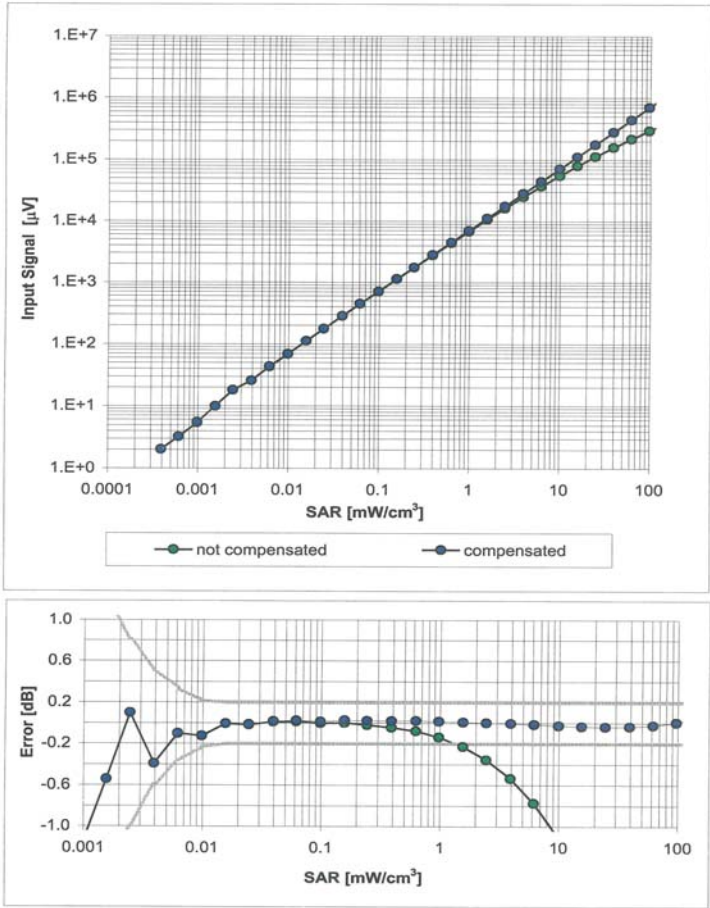 1.E+7
1.E+6
1.E+5
1.E+4
1.E+3
1.E+2
1.E+1
1.E+0
Input Signal [µV]
0.0001 0.001 0.01 0.1 1 10 100
SAR [mW/cm³]
not compensated compensated
1.0
0.6
0.2
-0.2
-0.6
-1.0
Error [dB]
0.001 0.01 0.1 1 10 100
SAR [mW/cm³]